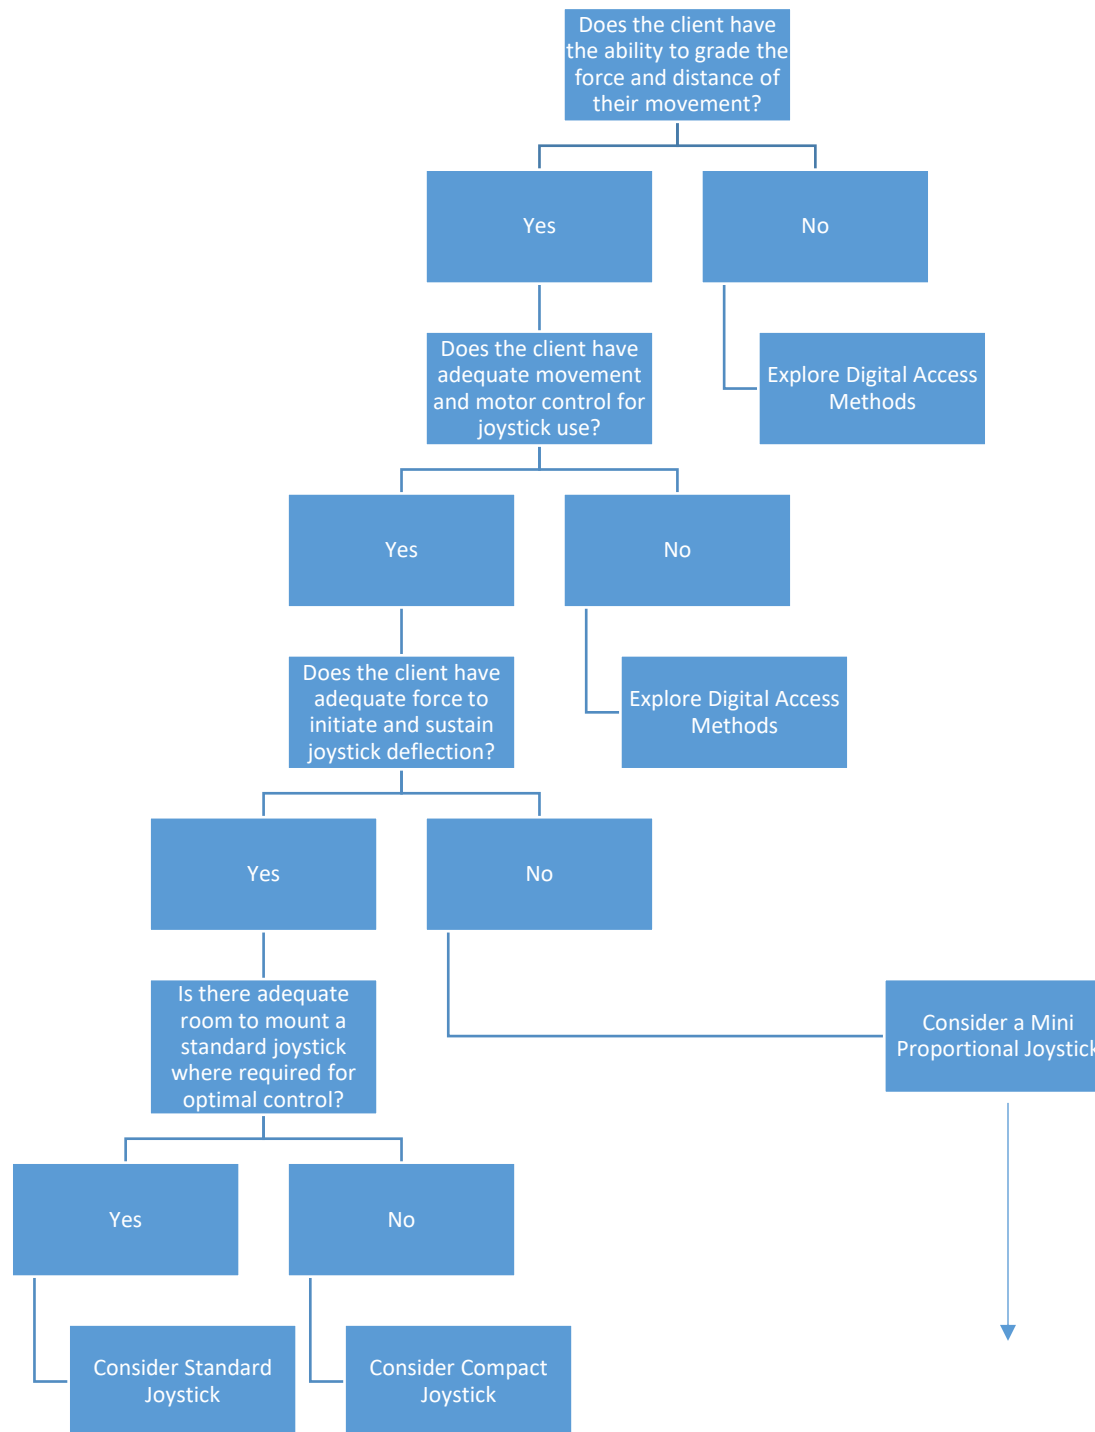 Does the client have
the ability to grade the
force and distance of
their movement?
Yes
No
Does the client have
adequate movement
and motor control for
joystick use?
Explore Digital Access
Methods
Yes
No
Does the client have
adequate force to
initiate and sustain
joystick deflection?
Explore Digital Access
Methods
Yes
No
Is there adequate
room to mount a
standard joystick
where required for
optimal control?
Consider a Mini
Proportional Joystick
Yes
No
Consider Standard
Joystick
Consider Compact
Joystick